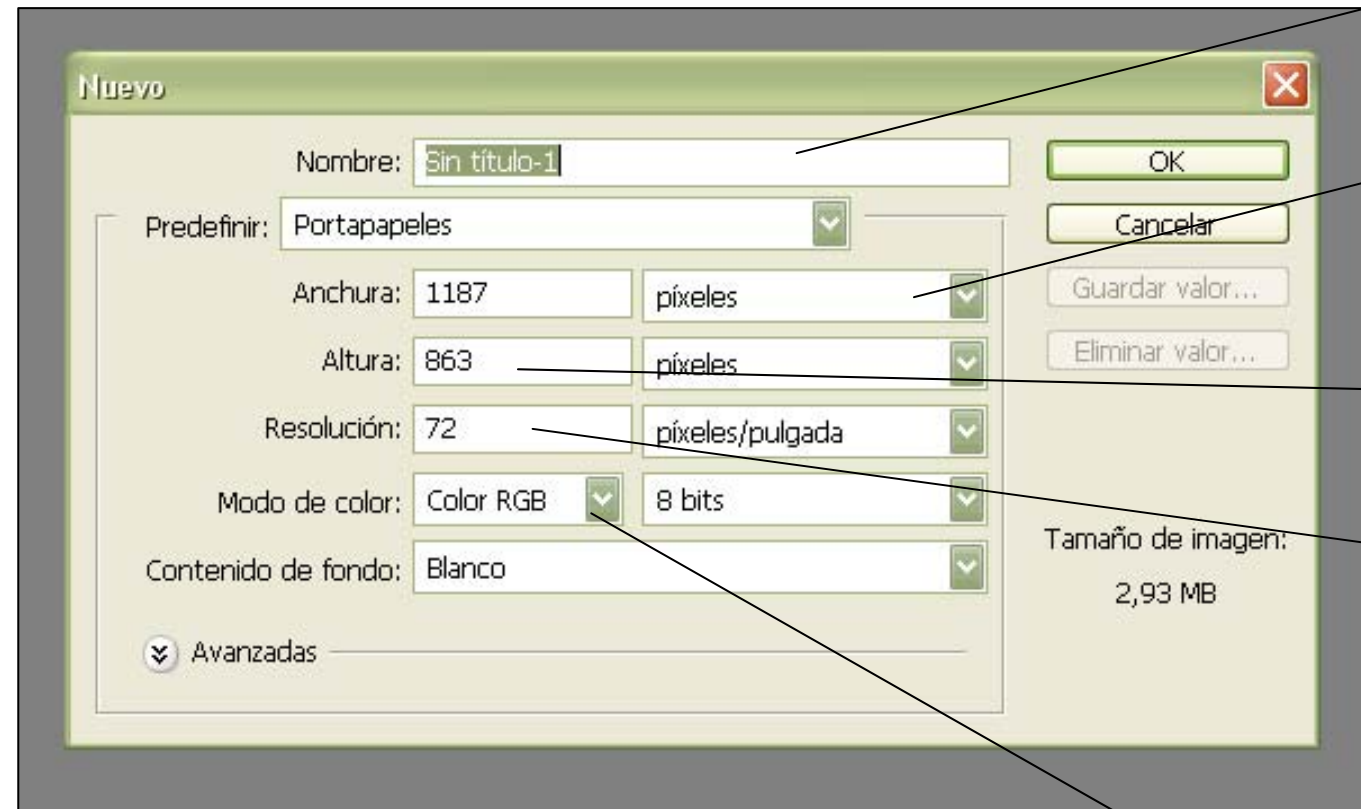 Nuevo
Nombre: Sin título-1
OK
Predefinir: Portapapeles
Cancelar
Anchura: 1187 píxeles
Guardar valor...
Altura: 863 píxeles
Eliminar valor...
Resolución: 72 píxeles/pulgada
Modo de color: Color RGB 8 bits
Tamaño de imagen:
Contenido de fondo: Blanco
2,93 MB
Avanzadas